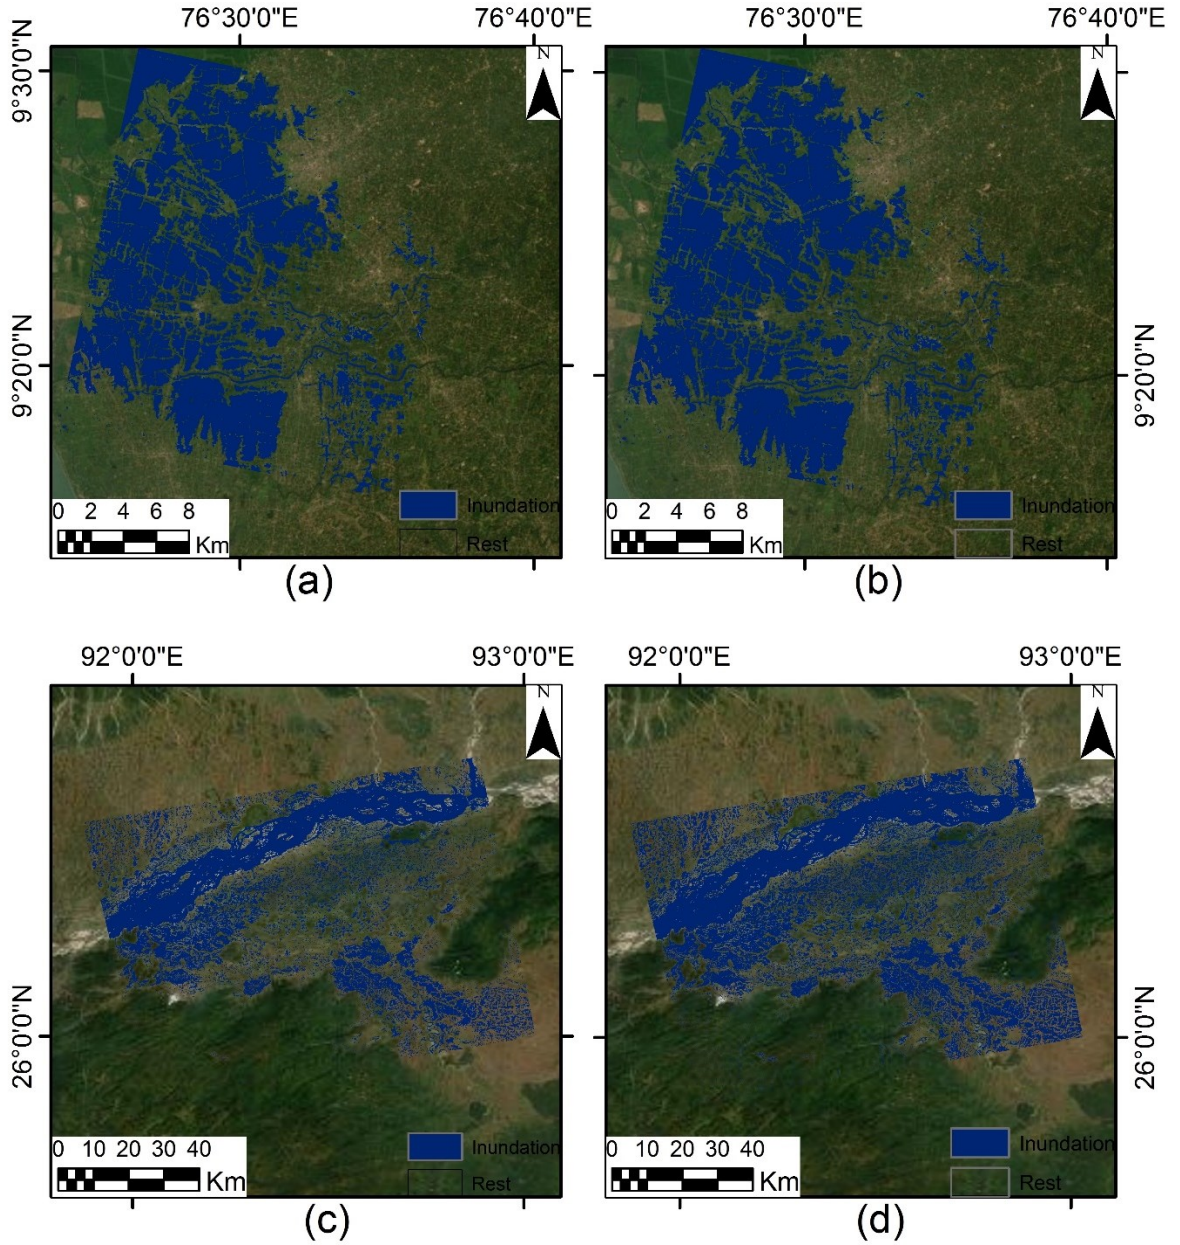 76°30'0"E 76°40'0"E 76°30'0"E 76°40'0"E
9°30'0"N
N
N
9°20'0"N
9°20'0"N
0 2 4 6 8
Km
Inundation
Rest
0 2 4 6 8
Km
Inundation
Rest
(a)
(b)
92°0'0"E 93°0'0"E 92°0'0"E 93°0'0"E
N
N
26°0'0"N
26°0'0"N
0 10 20 30 40
Km
Inundation
Rest
0 10 20 30 40
Km
Inundation
Rest
(c)
(d)